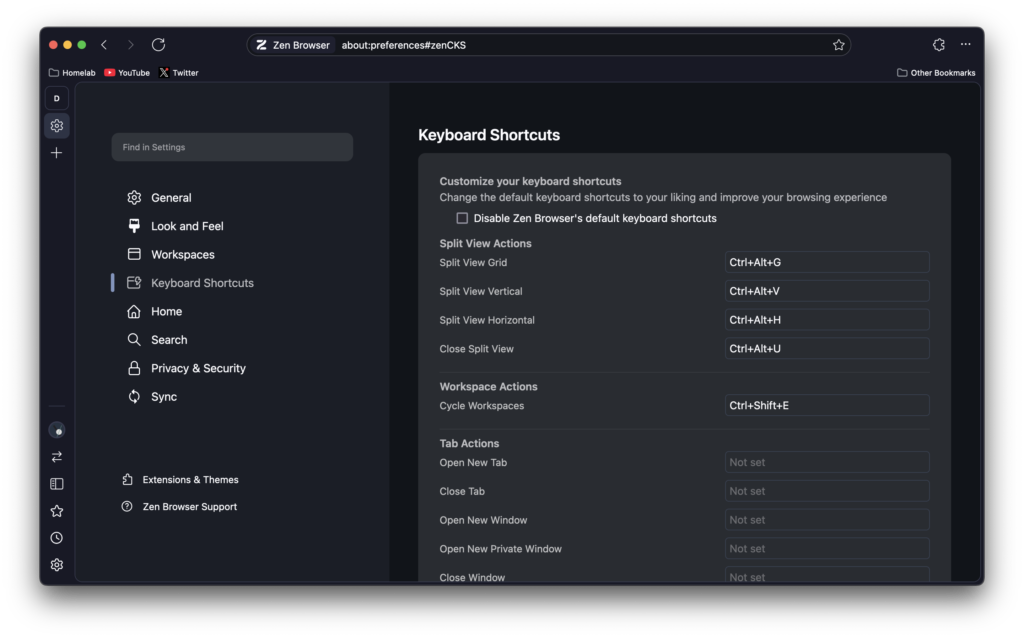 Zen Browser about:preferences#zenCKS
Homelab YouTube Twitter Other Bookmarks
D
Find in Settings
General
Look and Feel
Workspaces
Keyboard Shortcuts
Home
Search
Privacy & Security
Sync
Extensions & Themes
Zen Browser Support
Keyboard Shortcuts
Customize your keyboard shortcuts
Change the default keyboard shortcuts to your liking and improve your browsing experience
Disable Zen Browser's default keyboard shortcuts
Split View Actions
Split View Grid Ctrl+Alt+G
Split View Vertical Ctrl+Alt+V
Split View Horizontal Ctrl+Alt+H
Close Split View Ctrl+Alt+U
Workspace Actions
Cycle Workspaces Ctrl+Shift+E
Tab Actions
Open New Tab Not set
Close Tab Not set
Open New Window Not set
Open New Private Window Not set
Close Window Not set